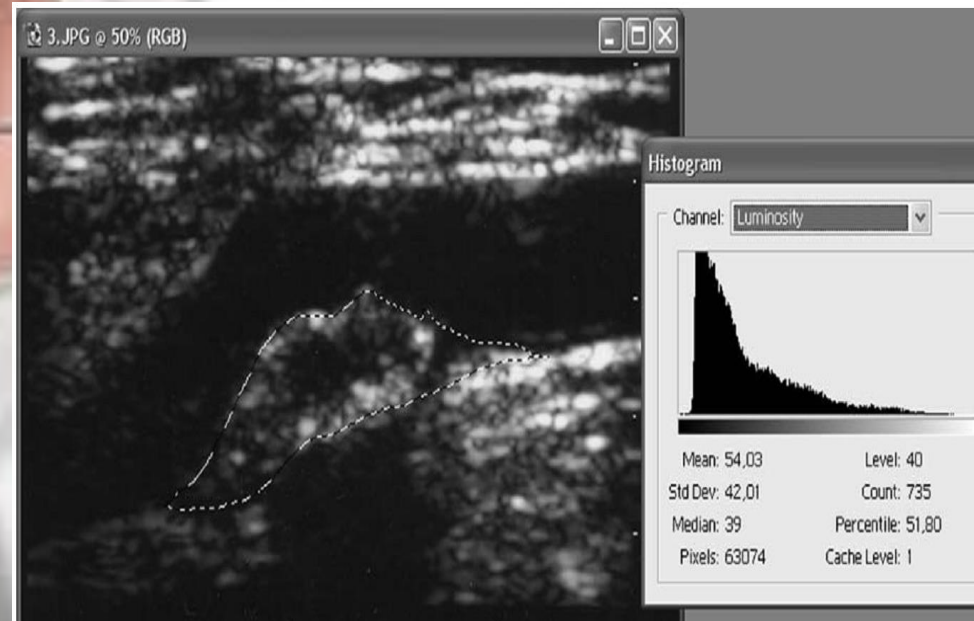 3.JPG @ 50% (RGB)
Histogram
Channel: Luminosity
Mean: 54,03
Level: 40
Std Dev: 42,01
Count: 735
Median: 39
Percentile: 51,80
Pixels: 63074
Cache Level: 1